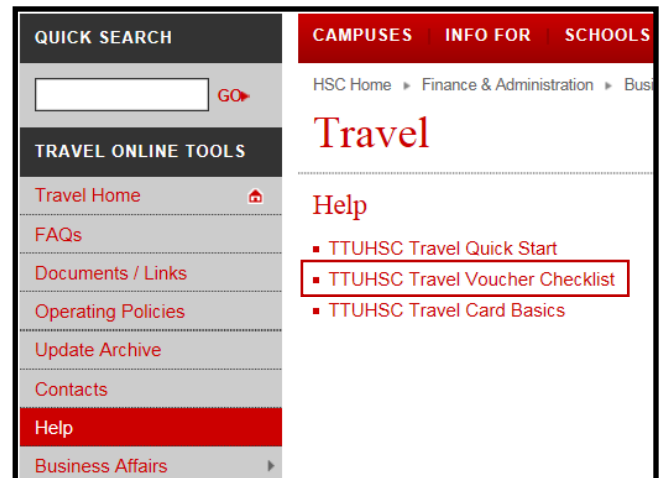 QUICK SEARCH
GO
TRAVEL ONLINE TOOLS
Travel Home
FAQs
Documents / Links
Operating Policies
Update Archive
Contacts
Help
Business Affairs
CAMPUSES INFO FOR SCHOOLS
HSC Home ▸ Finance & Administration ▸ Busi
Travel
Help
TTUHSC Travel Quick Start
TTUHSC Travel Voucher Checklist
TTUHSC Travel Card Basics